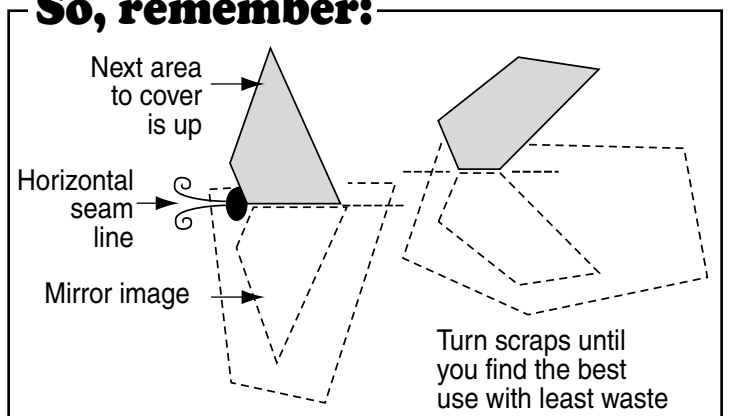 So, remember:
Next area
to cover
is up
Horizontal
seam
line
Mirror image
Turn scraps until
you find the best
use with least waste